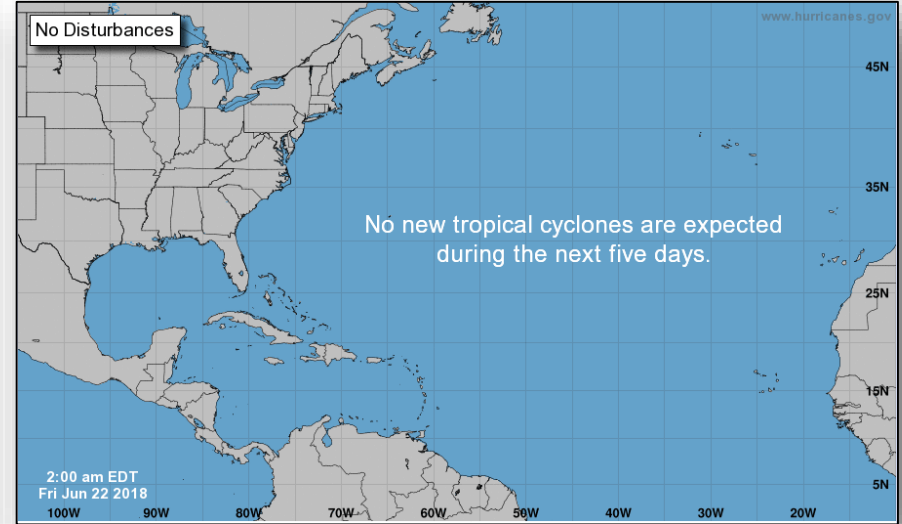 www.hurricanes.gov
No Disturbances
45N
35N
No new tropical cyclones are expected
during the next five days.
25N
15N
2:00 am EDT
Fri Jun 22 2018
5N
100W 90W 80W 70W 60W 50W 40W 30W 20W